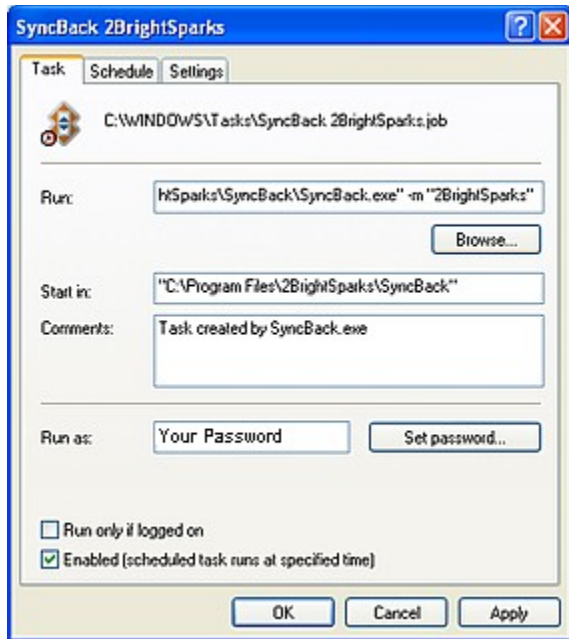 SyncBack 2BrightSparks
Task Schedule Settings
C:\WINDOWS\Tasks\SyncBack 2BrightSparks.job
Run: htSparks\SyncBack\SyncBack.exe" -m "2BrightSparks"
Browse...
Start in: "C:\Program Files\2BrightSparks\SyncBack"
Comments: Task created by SyncBack.exe
Run as: Your Password Set password...
Run only if logged on
Enabled (scheduled task runs at specified time)
OK Cancel Apply